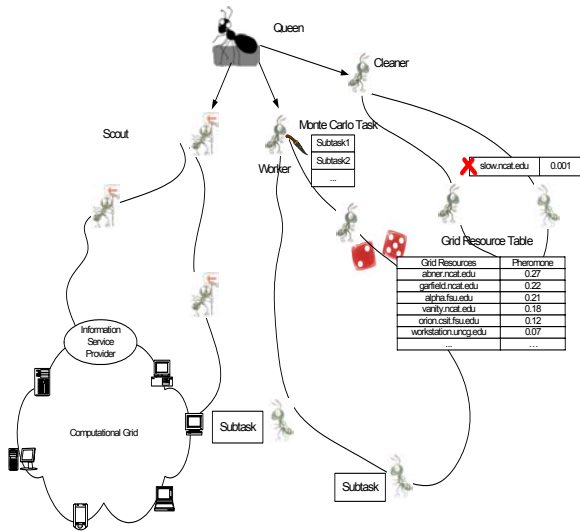 Queen
Cleaner
Scout
Monte Carlo Task
Subtask1
Subtask2
...
Worker
slow.ncat.edu 0.001
Grid Resource Table
Grid Resources Pheromone
abner.ncat.edu 0.27
garfield.ncat.edu 0.22
alpha.fsu.edu 0.21
vanity.ncat.edu 0.18
orion.csit.fsu.edu 0.12
workstation.uncg.edu 0.07
... ...
Information
Service
Provider
Computational Grid
Subtask
Subtask